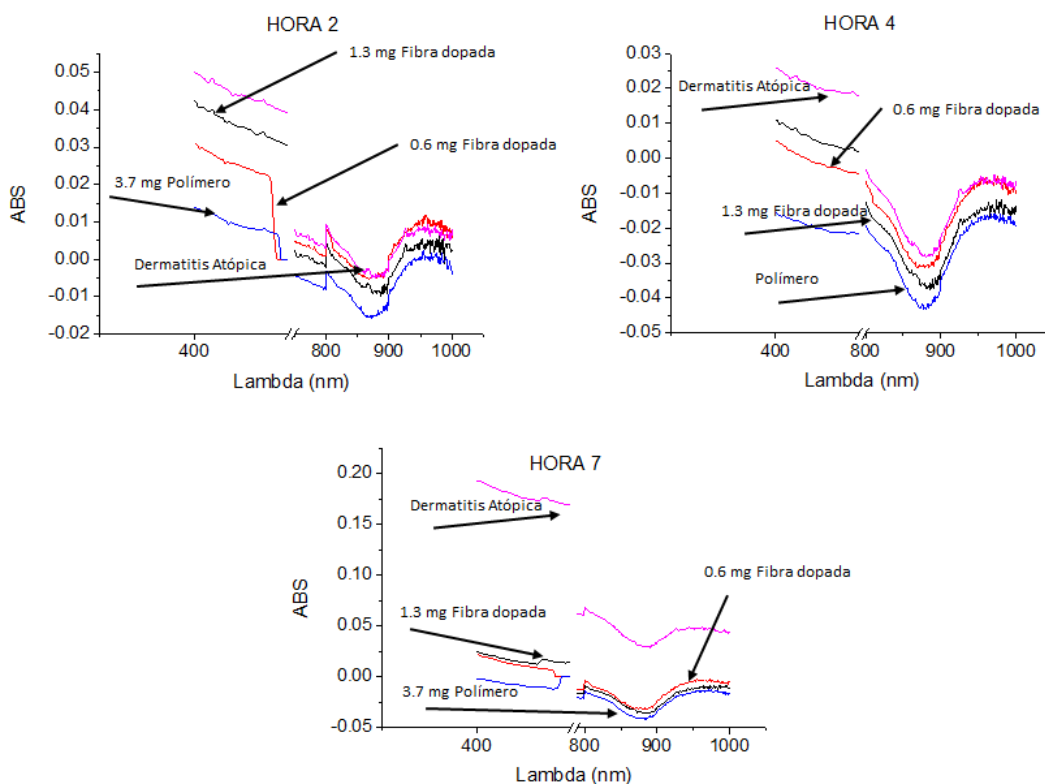 HORA 2
1.3 mg Fibra dopada
0.6 mg Fibra dopada
3.7 mg Polímero
Dermatitis Atópica
ABS
0.05
0.04
0.03
0.02
0.01
0.00
-0.01
-0.02
400
800
900
1000
Lambda (nm)
HORA 4
Dermatitis Atópica
0.6 mg Fibra dopada
1.3 mg Fibra dopada
Polímero
ABS
0.03
0.02
0.01
0.00
-0.01
-0.02
-0.03
-0.04
-0.05
400
800
900
1000
Lambda (nm)
HORA 7
Dermatitis Atópica
0.6 mg Fibra dopada
1.3 mg Fibra dopada
3.7 mg Polímero
ABS
0.20
0.15
0.10
0.05
0.00
-0.05
400
800
900
1000
Lambda (nm)